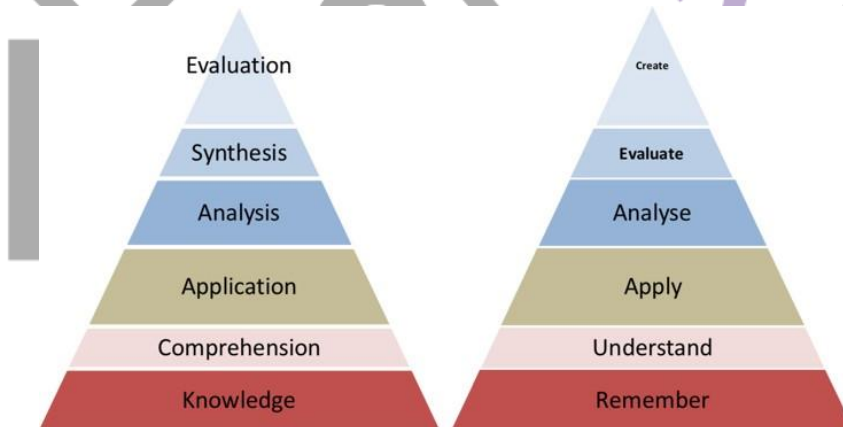 Evaluation
Synthesis
Analysis
Application
Comprehension
Knowledge
Create
Evaluate
Analyse
Apply
Understand
Remember